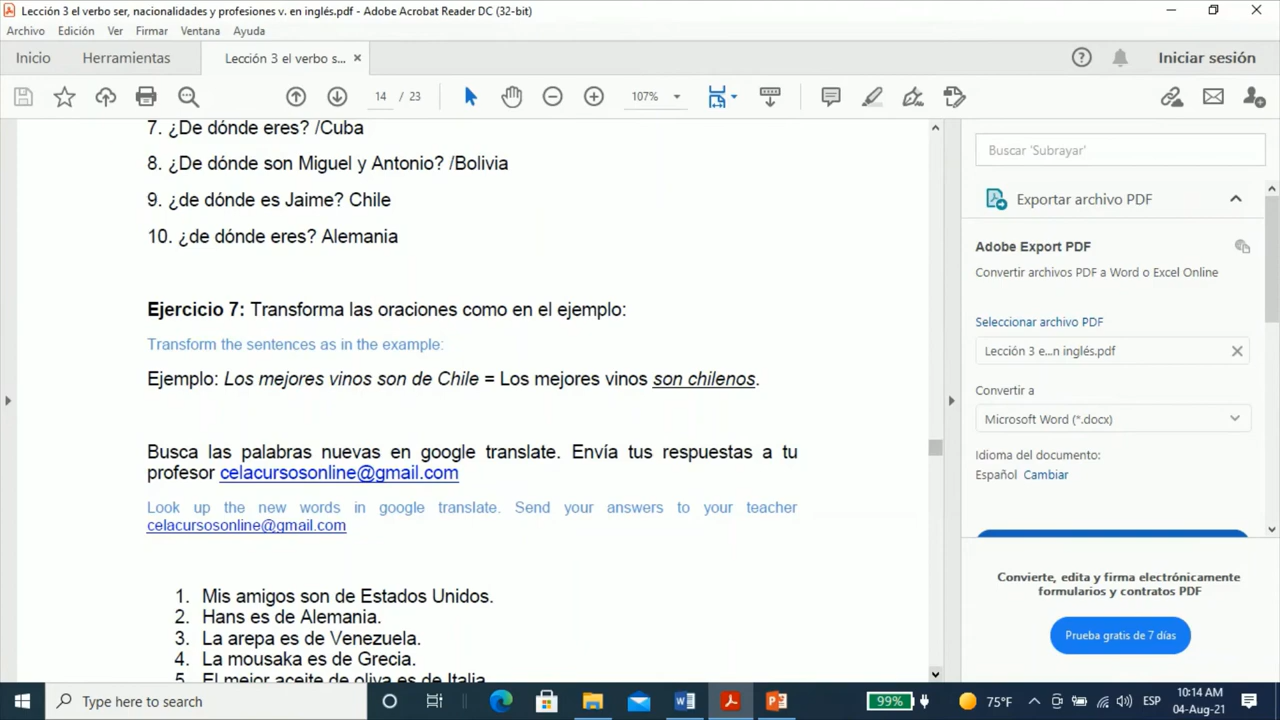 Lección 3 el verbo ser, nacionalidades y profesiones v. en inglés.pdf - Adobe Acrobat Reader DC (32-bit)
Archivo Edición Ver Firmar Ventana Ayuda
Inicio Herramientas Lección 3 el verbo s... × Iniciar sesión
14 / 23 107%
7. ¿De dónde eres? /Cuba
8. ¿De dónde son Miguel y Antonio? /Bolivia
9. ¿de dónde es Jaime? Chile
10. ¿de dónde eres? Alemania
Ejercicio 7: Transforma las oraciones como en el ejemplo:
Transform the sentences as in the example:
Ejemplo: Los mejores vinos son de Chile = Los mejores vinos son chilenos.
Busca las palabras nuevas en google translate. Envía tus respuestas a tu
profesor celacursosonline@gmail.com
Look up the new words in google translate. Send your answers to your teacher
celacursosonline@gmail.com
1. Mis amigos son de Estados Unidos.
2. Hans es de Alemania.
3. La arepa es de Venezuela.
4. La mousaka es de Grecia.
5. El mejor aceite de oliva es de Italia
Buscar 'Subrayar'
Exportar archivo PDF
Adobe Export PDF
Convertir archivos PDF a Word o Excel Online
Seleccionar archivo PDF
Lección 3 e...n inglés.pdf
Convertir a
Microsoft Word (*.docx)
Idioma del documento:
Español Cambiar
Convierte, edita y firma electrónicamente
formularios y contratos PDF
Prueba gratis de 7 días
Type here to search
99% 75°F ESP
10:14 AM
04-Aug-21